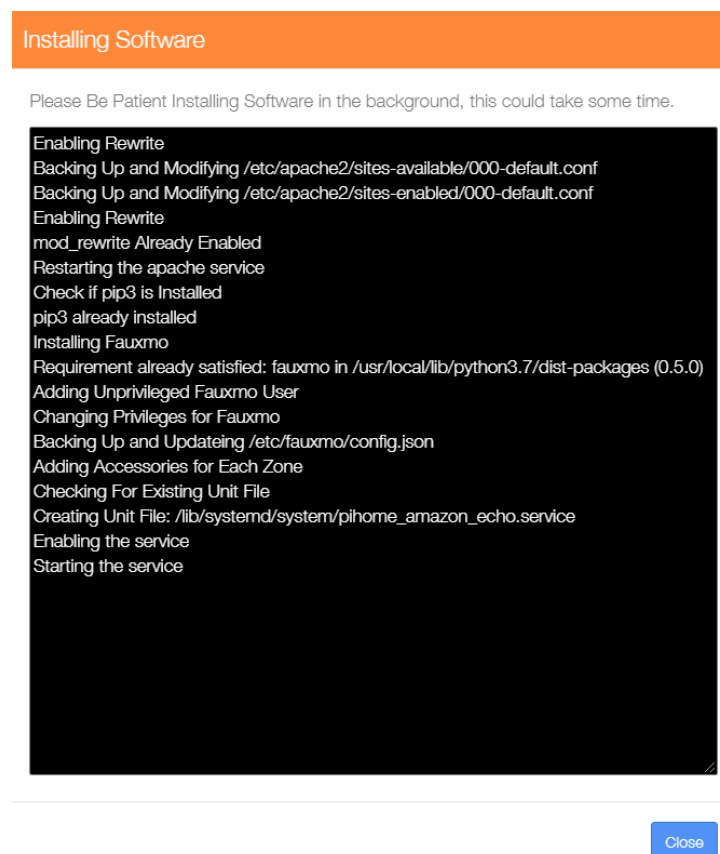 Installing Software
Please Be Patient Installing Software in the background, this could take some time.
Enabling Rewrite
Backing Up and Modifying /etc/apache2/sites-available/000-default.conf
Backing Up and Modifying /etc/apache2/sites-enabled/000-default.conf
Enabling Rewrite
mod_rewrite Already Enabled
Restarting the apache service
Check if pip3 is Installed
pip3 already installed
Installing Fauxmo
Requirement already satisfied: fauxmo in /usr/local/lib/python3.7/dist-packages (0.5.0)
Adding Unprivileged Fauxmo User
Changing Privileges for Fauxmo
Backing Up and Updateing /etc/fauxmo/config.json
Adding Accessories for Each Zone
Checking For Existing Unit File
Creating Unit File: /lib/systemd/system/pihome_amazon_echo.service
Enabling the service
Starting the service
Close